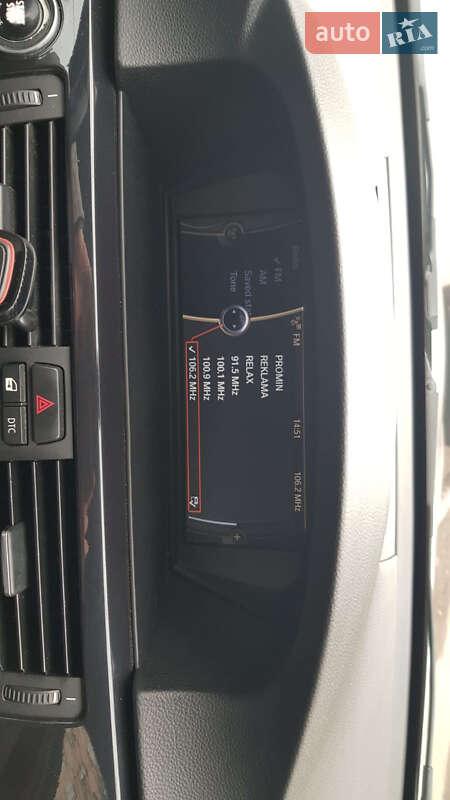 auto RIA
.com
Radio
✓ FM
AM
Saved st
Tone
FM
14:51
106.2 MHz
PROMIN
REKLAMA
RELAX
91.5 MHz
100.1 MHz
100.9 MHz
✓ 106.2 MHz
DTC